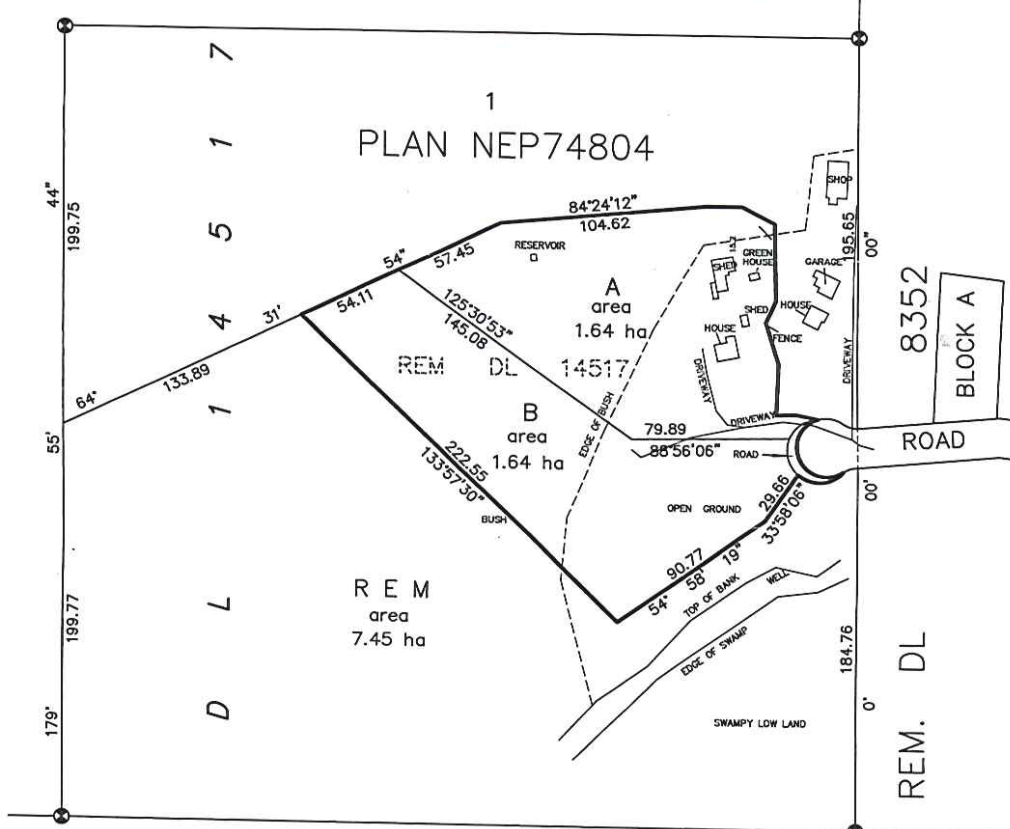 1
PLAN NEP74804
D L 1 4 5 1 7
44"
199.75
55'
199.77
179'
64°
133.89
31'
54.11
54"
57.45
84°24'12"
104.62
RESERVOIR
SHOP
195.65
00"
GREEN
HOUSE
SHED
GARAGE
HOUSE
SHED
HOUSE
FENCE
DRIVEWAY
DRIVEWAY
DRIVEWAY
A
area
1.64 ha
125°30'53"
145.08
REM DL 14517
B
area
1.64 ha
EDGE OF BUSH
79.89
88°56'06"
ROAD
ROAD
8352
BLOCK A
222.55
133°57'30"
BUSH
OPEN GROUND
29.66
33°58'06"
90.77
54° 58' 19"
TOP OF BANK
WELL
EDGE OF SWAMP
SWAMPY LOW LAND
R E M
area
7.45 ha
00'
184.76
0'
REM. DL